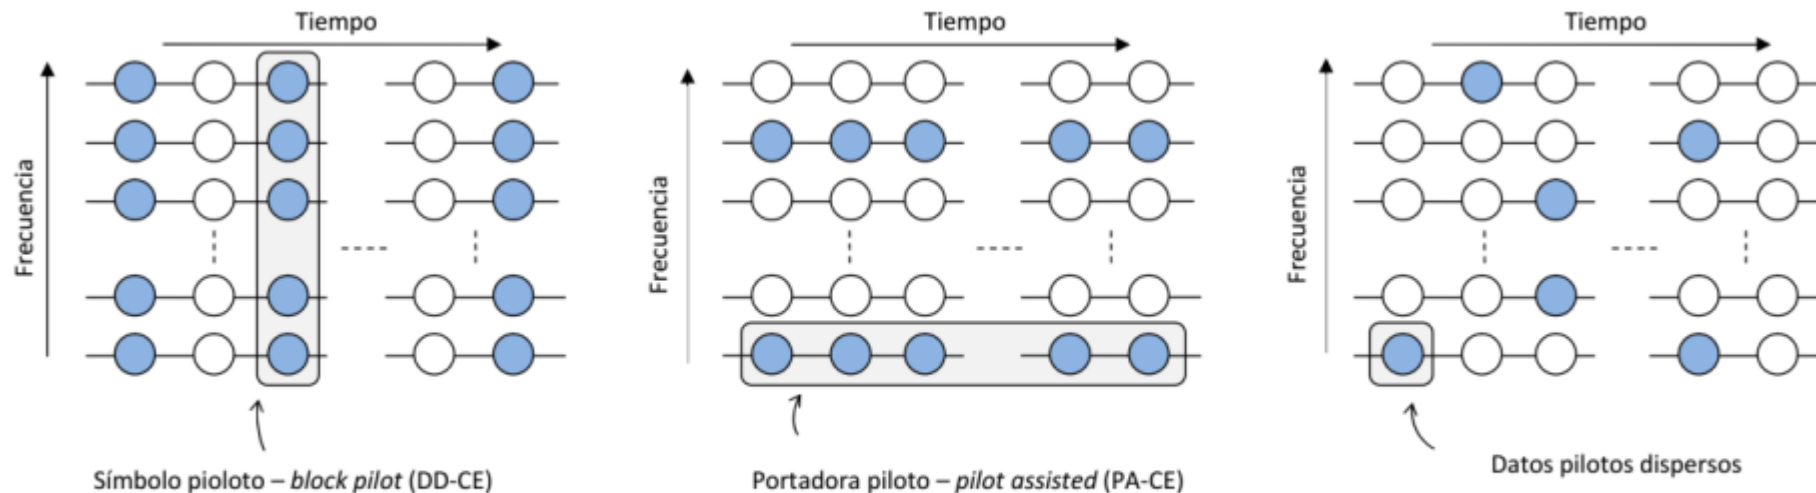 Tiempo
Frecuencia
Símbolo pioloto – block pilot (DD-CE)
Tiempo
Frecuencia
Portadora piloto – pilot assisted (PA-CE)
Tiempo
Frecuencia
Datos pilotos dispersos